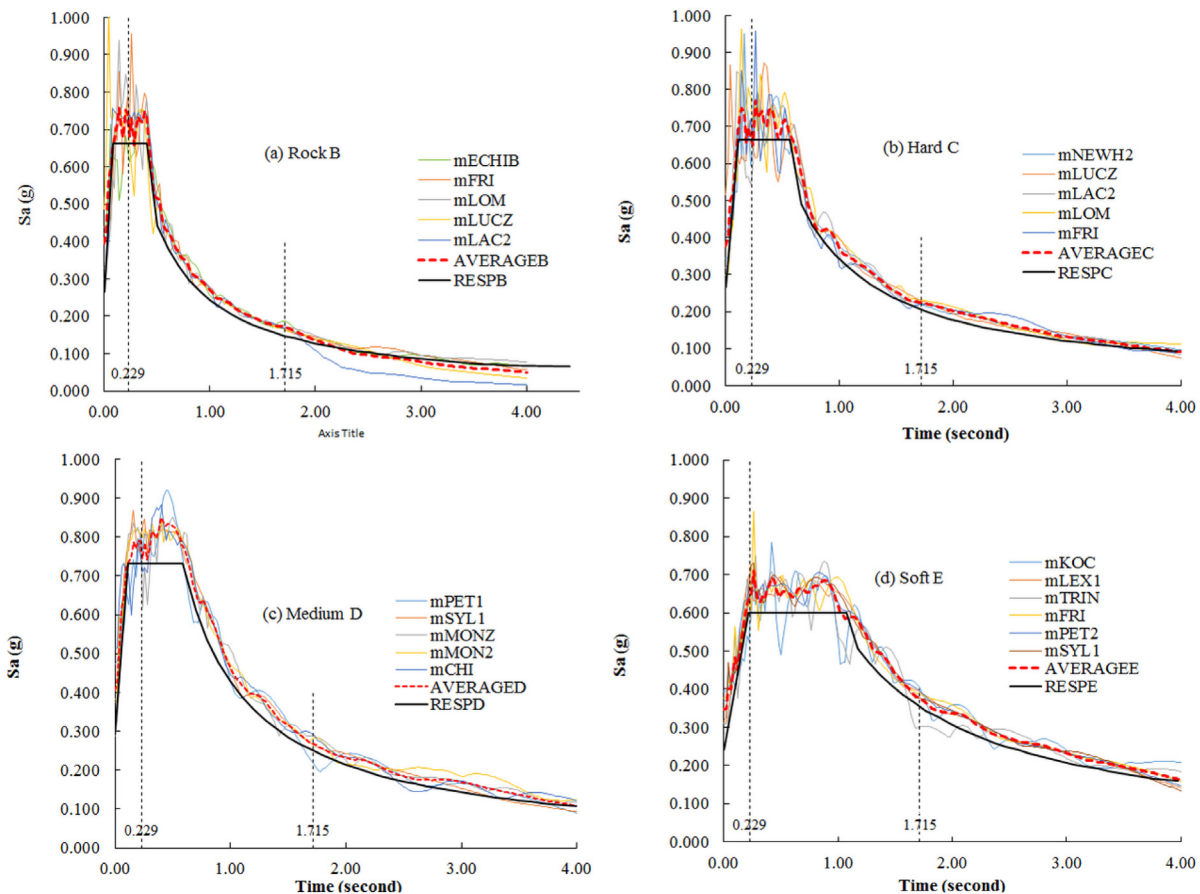 1.000
0.900
0.800
0.700
0.600
0.500
0.400
0.300
0.200
0.100
0.000
Sa (g)
(a) Rock B
mECHIB
mFRI
mLOM
mLUCZ
mLAC2
AVERAGEB
RESPB
0.229
1.715
0.00 1.00 2.00 3.00 4.00
Axis Title
1.000
0.900
0.800
0.700
0.600
0.500
0.400
0.300
0.200
0.100
0.000
Sa (g)
(b) Hard C
mNEWH2
mLUCZ
mLAC2
mLOM
mFRI
AVERAGEC
RESPC
0.229
1.715
0.00 1.00 2.00 3.00 4.00
Time (second)
1.000
0.900
0.800
0.700
0.600
0.500
0.400
0.300
0.200
0.100
0.000
Sa (g)
(c) Medium D
mPET1
mSYL1
mMONZ
mMON2
mCHI
AVERAGED
RESPD
0.229
1.715
0.00 1.00 2.00 3.00 4.00
Time (second)
1.000
0.900
0.800
0.700
0.600
0.500
0.400
0.300
0.200
0.100
0.000
Sa (g)
(d) Soft E
mKOC
mLEX1
mTRIN
mFRI
mPET2
mSYL1
AVERAGEE
RESPE
0.229
1.715
0.00 1.00 2.00 3.00 4.00
Time (second)